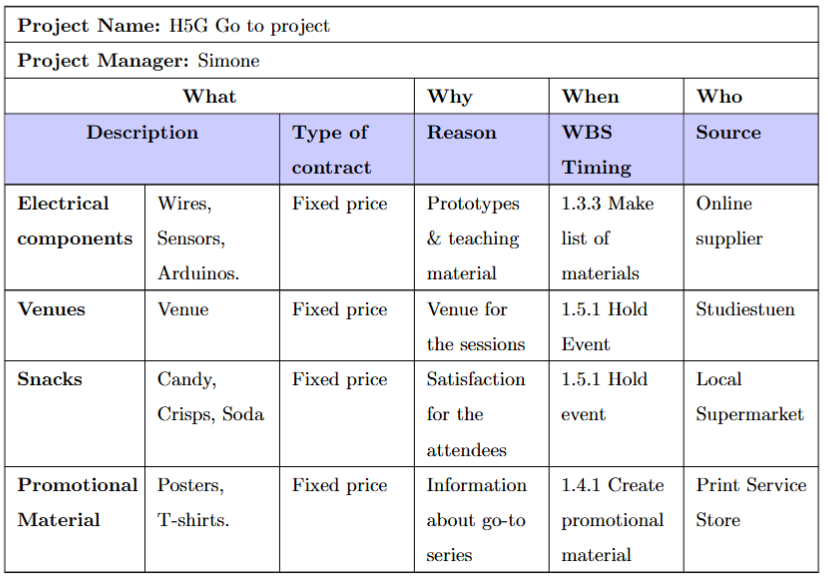 Project Name: H5G Go to project
Project Manager: Simone
What Why When Who
Description Type of contract Reason WBS Timing Source
Electrical components Wires, Sensors, Arduinos. Fixed price Prototypes & teaching material 1.3.3 Make list of materials Online supplier
Venues Venue Fixed price Venue for the sessions 1.5.1 Hold Event Studiestuen
Snacks Candy, Crisps, Soda Fixed price Satisfaction for the attendees 1.5.1 Hold event Local Supermarket
Promotional Material Posters, T-shirts. Fixed price Information about go-to series 1.4.1 Create promotional material Print Service Store